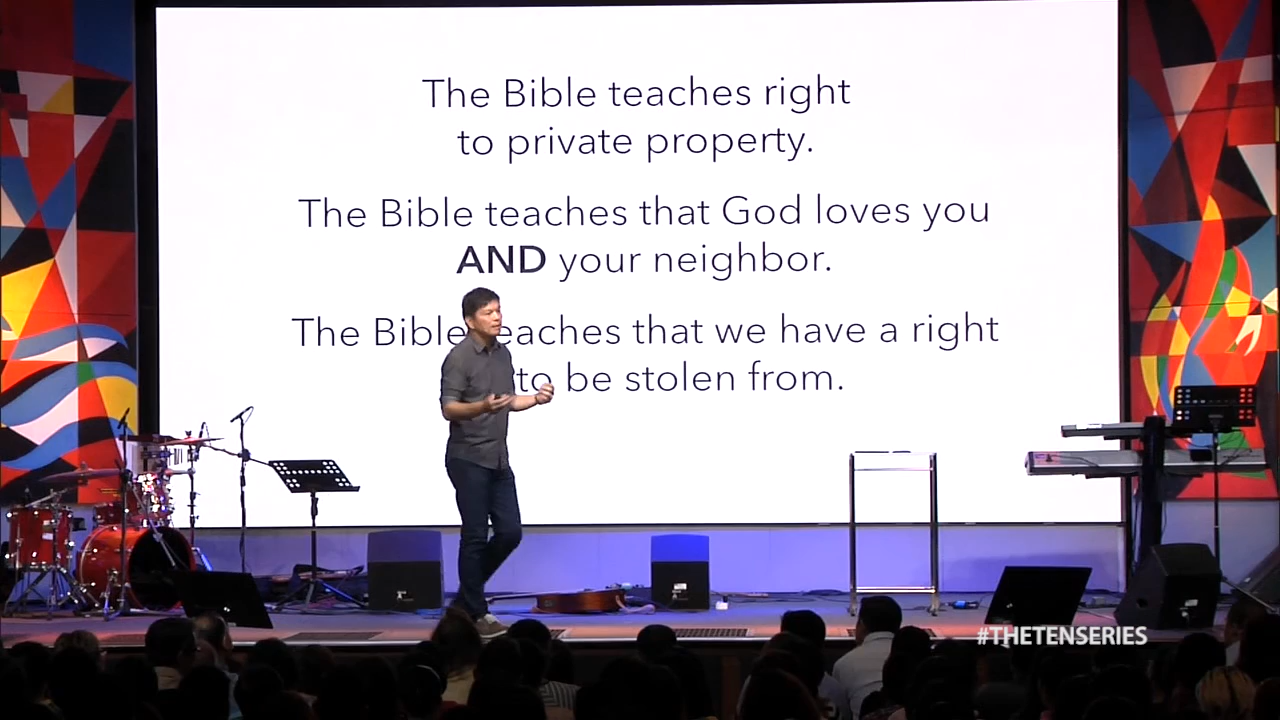 The Bible teaches right
to private property.
The Bible teaches that God loves you
AND your neighbor.
The Bible teaches that we have a right
to be stolen from.
#THETENSERIES